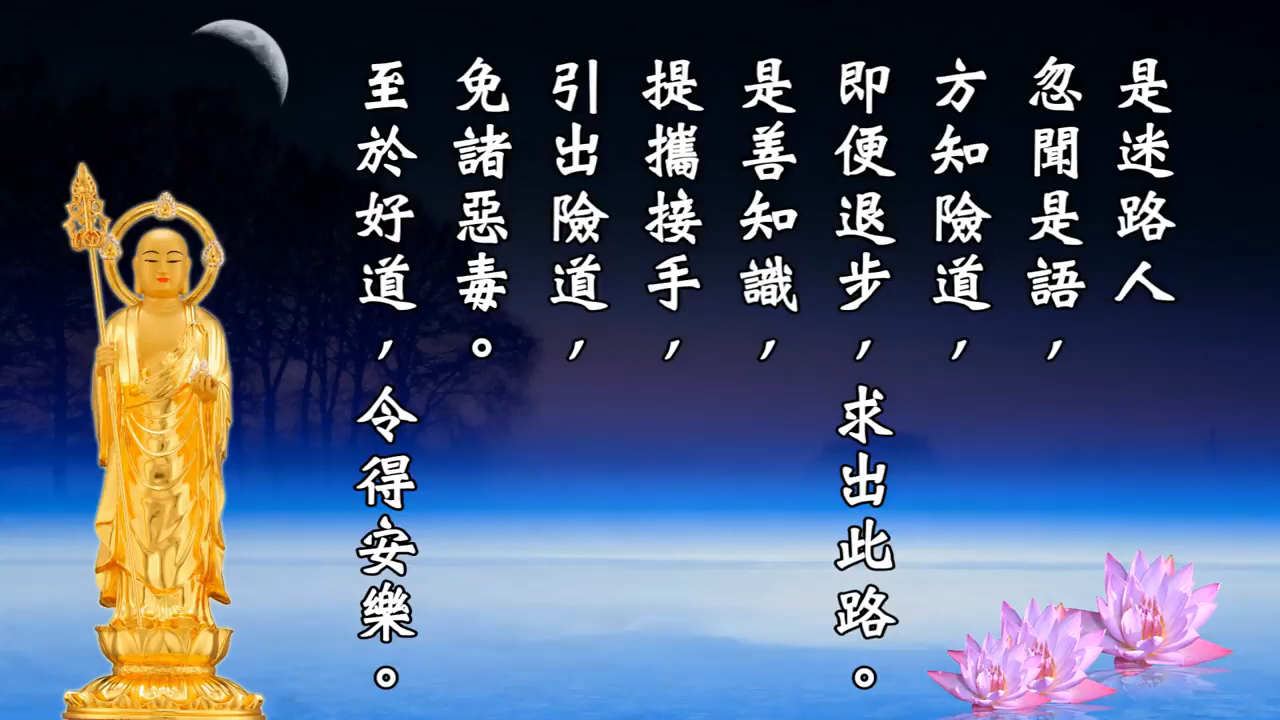 是迷路人
忽聞是語，
方知險道，
即便退步，求出此路。
是善知識，
提攜接手，
引出險道，
免諸惡毒。
至於好道，令得安樂。